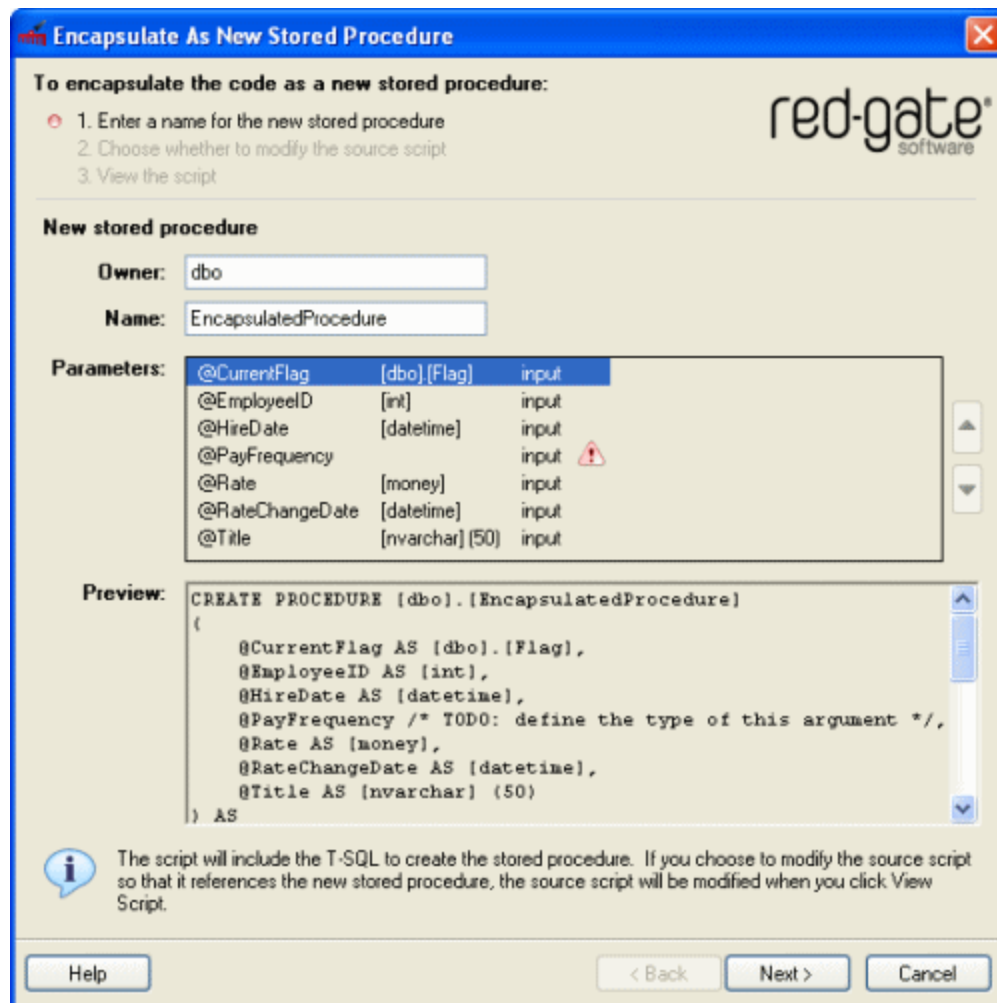 Encapsulate As New Stored Procedure
To encapsulate the code as a new stored procedure:
1. Enter a name for the new stored procedure
2. Choose whether to modify the source script
3. View the script
red-gate®
software
New stored procedure
Owner: dbo
Name: EncapsulatedProcedure
Parameters:
@CurrentFlag [dbo].[Flag] input
@EmployeeID [int] input
@HireDate [datetime] input
@PayFrequency input
@Rate [money] input
@RateChangeDate [datetime] input
@Title [nvarchar] (50) input
Preview:
CREATE PROCEDURE [dbo].[EncapsulatedProcedure]
(
@CurrentFlag AS [dbo].[Flag],
@EmployeeID AS [int],
@HireDate AS [datetime],
@PayFrequency /* TODO: define the type of this argument */,
@Rate AS [money],
@RateChangeDate AS [datetime],
@Title AS [nvarchar] (50)
) AS
The script will include the T-SQL to create the stored procedure. If you choose to modify the source script
so that it references the new stored procedure, the source script will be modified when you click View
Script.
Help
< Back
Next >
Cancel